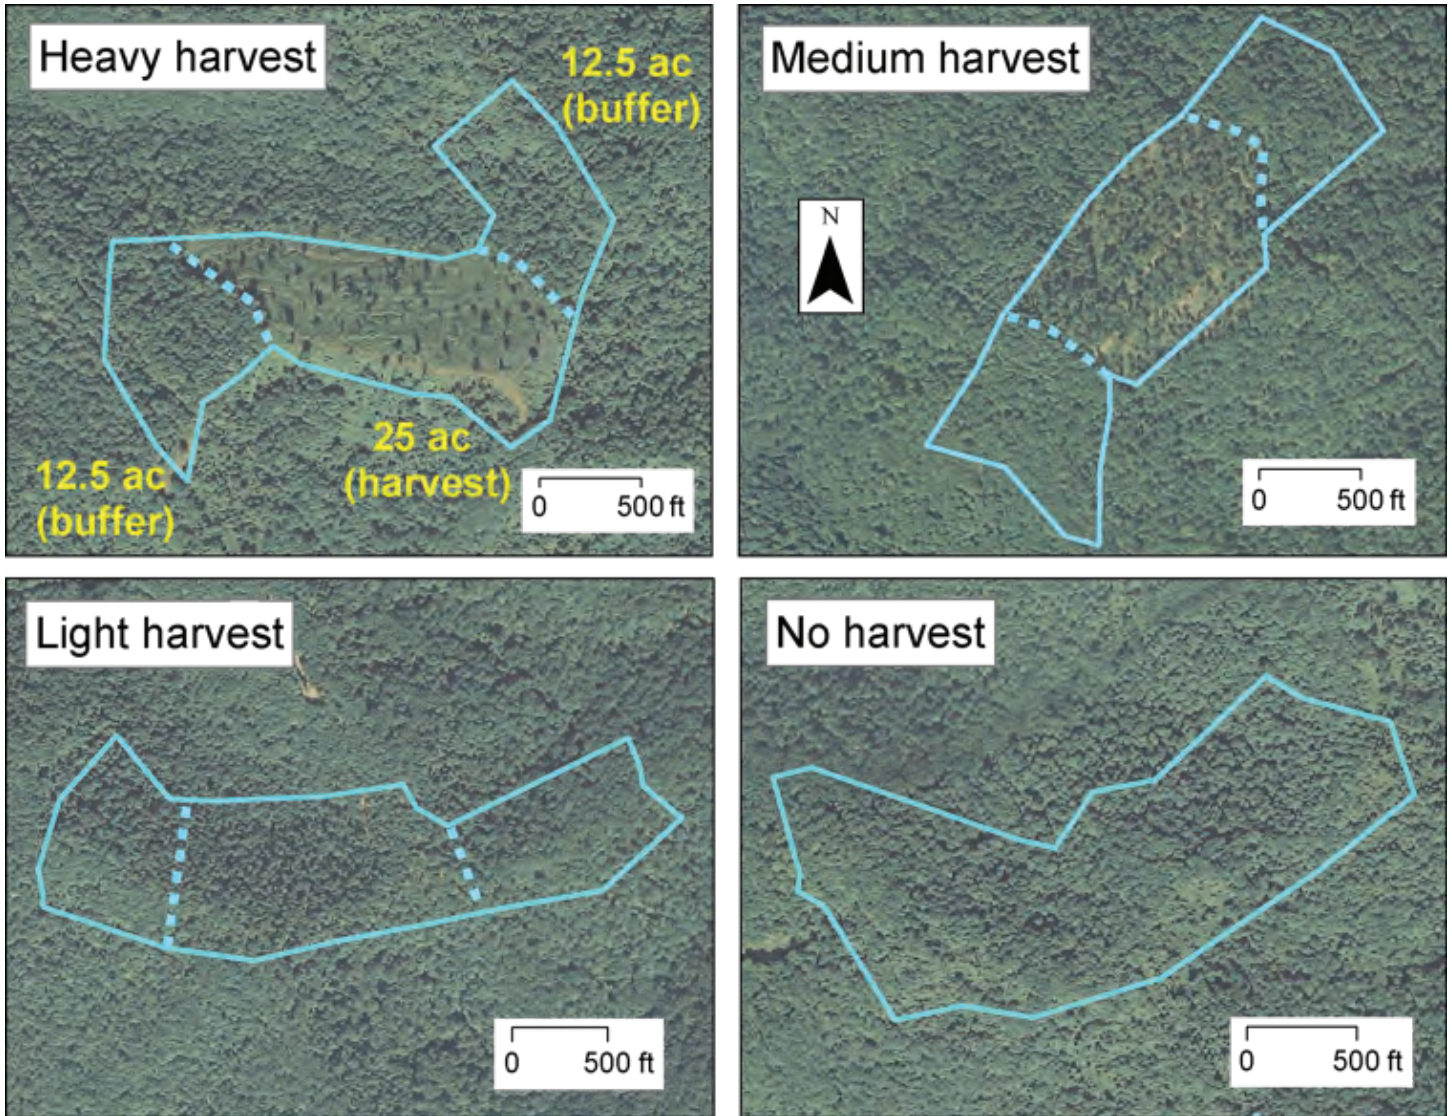 Heavy harvest
12.5 ac
(buffer)
25 ac
(harvest)
12.5 ac
(buffer)
0 500 ft
Medium harvest
N
0 500 ft
Light harvest
0 500 ft
No harvest
0 500 ft